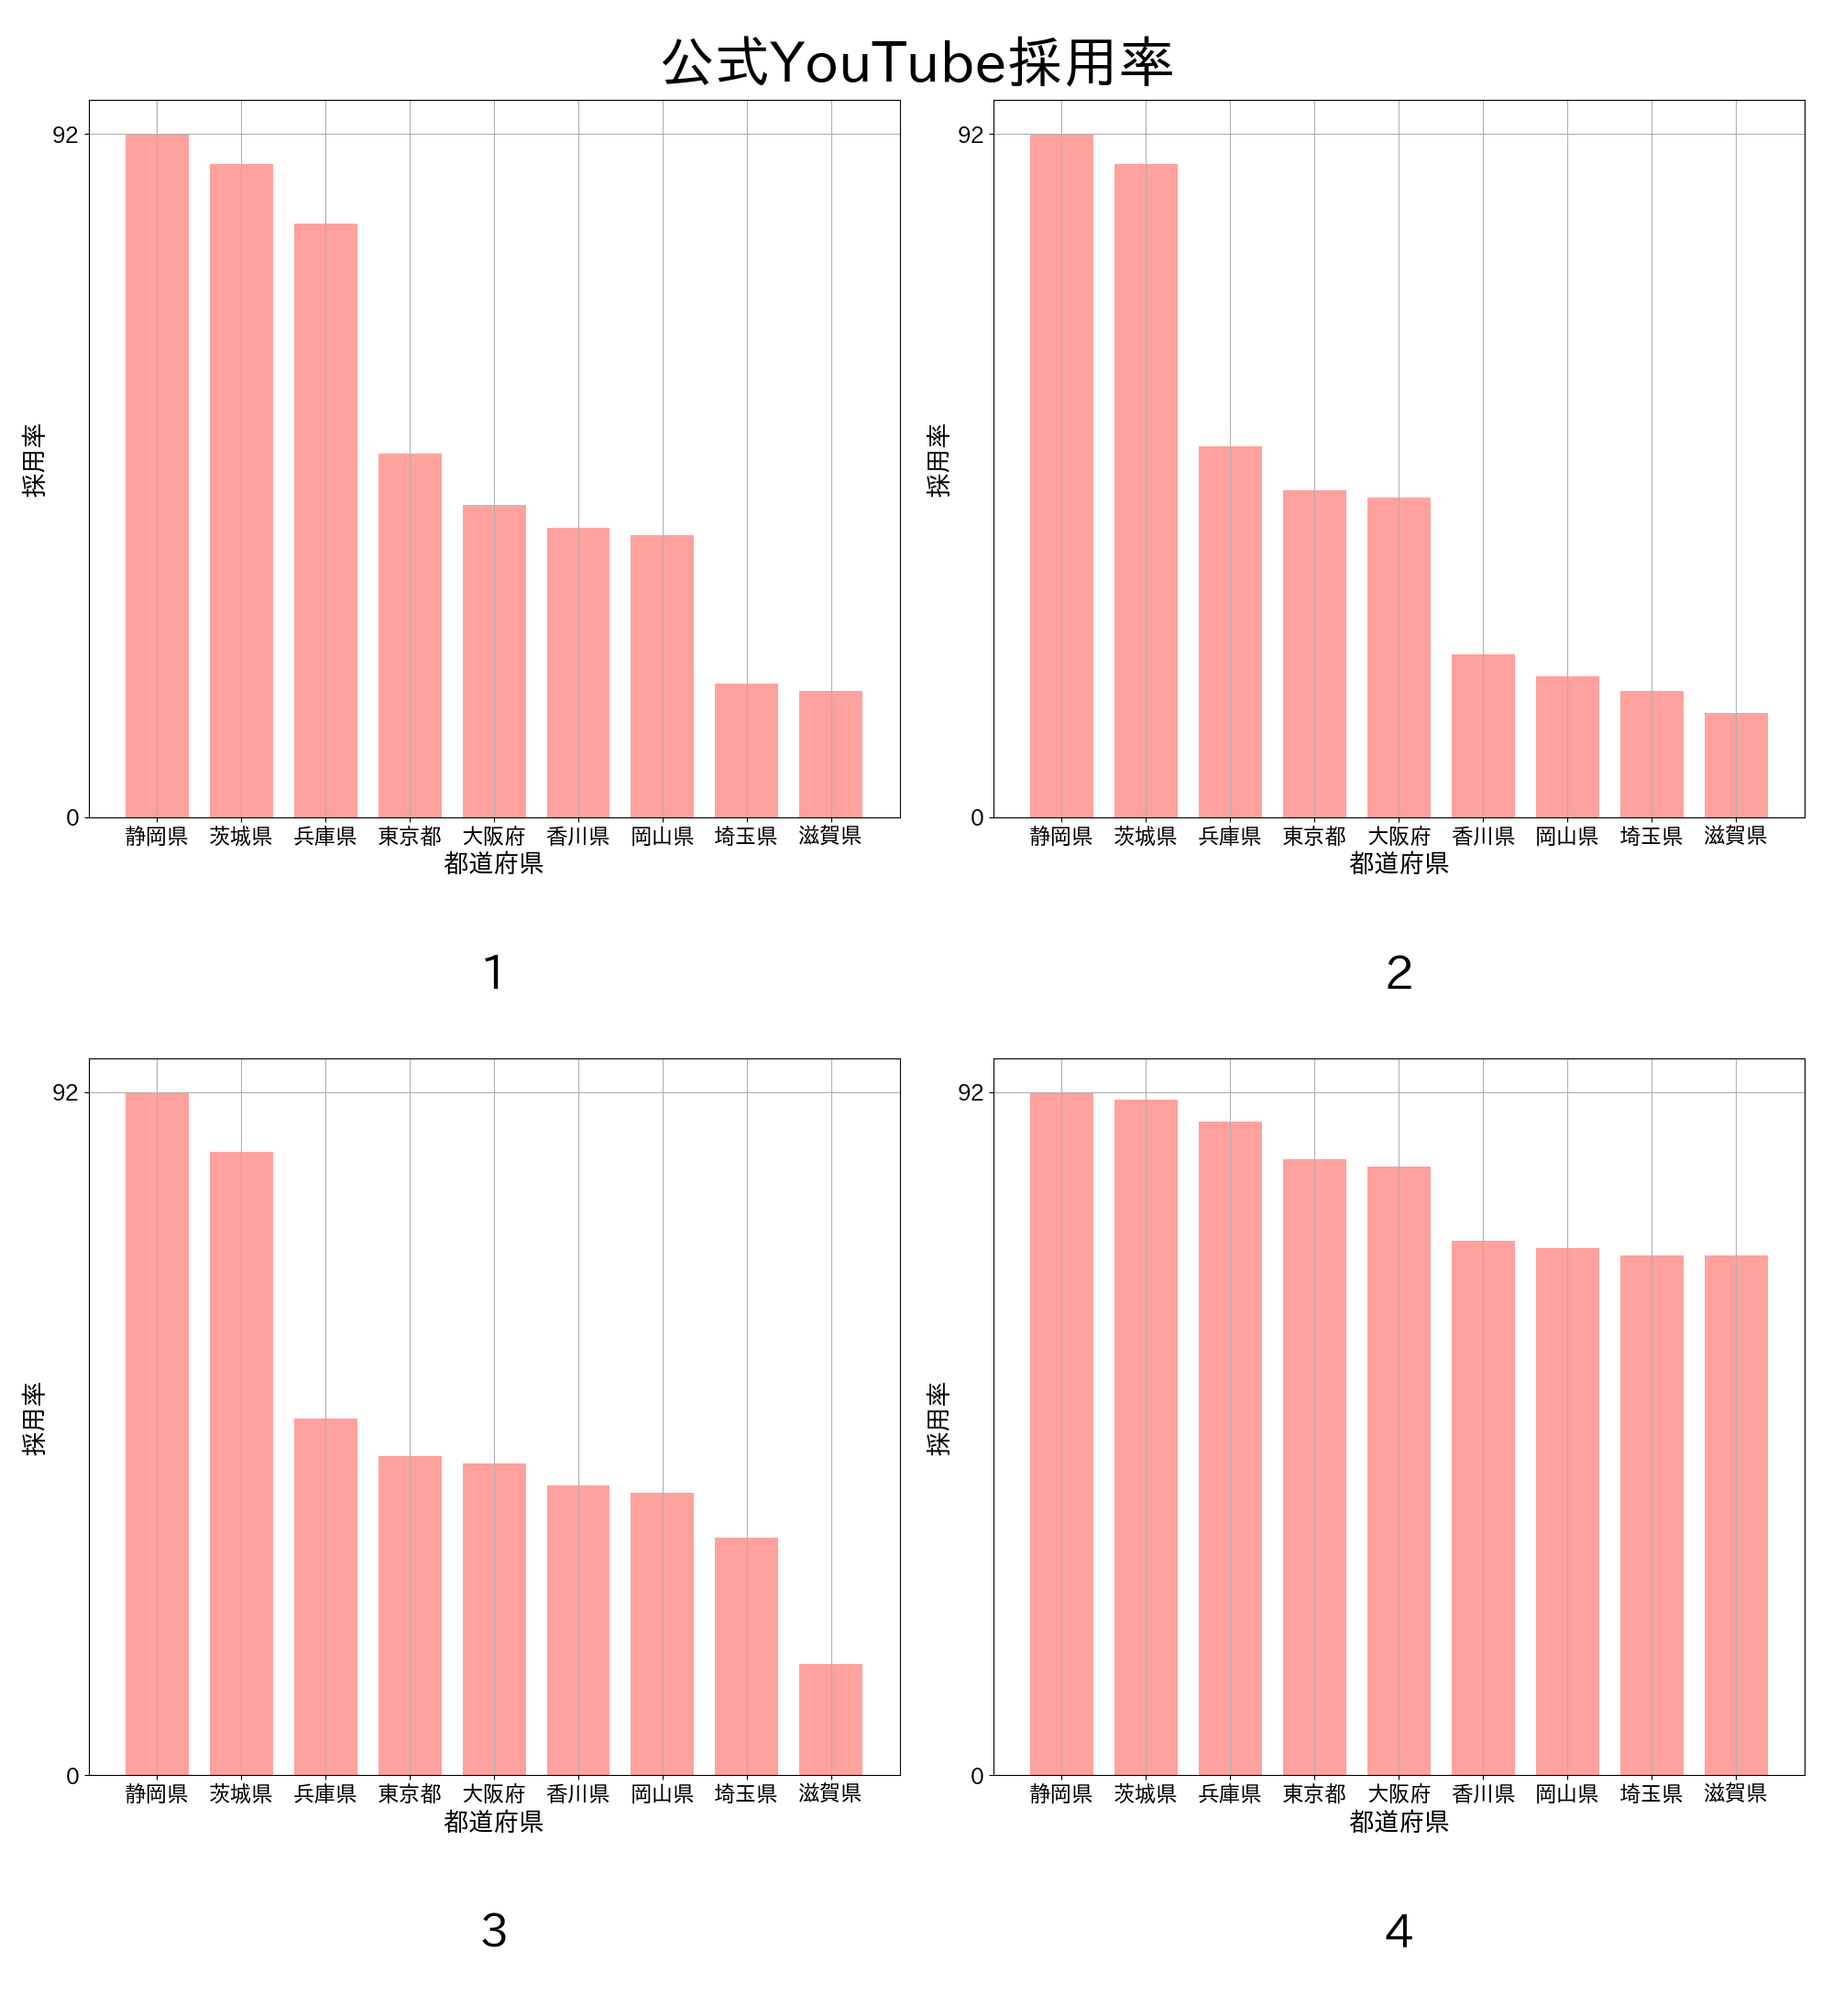 公式YouTube採用率
92
0
採用率
静岡県 茨城県 兵庫県 東京都 大阪府 香川県 岡山県 埼玉県 滋賀県
都道府県
1
92
0
採用率
静岡県 茨城県 兵庫県 東京都 大阪府 香川県 岡山県 埼玉県 滋賀県
都道府県
2
92
0
採用率
静岡県 茨城県 兵庫県 東京都 大阪府 香川県 岡山県 埼玉県 滋賀県
都道府県
3
92
0
採用率
静岡県 茨城県 兵庫県 東京都 大阪府 香川県 岡山県 埼玉県 滋賀県
都道府県
4